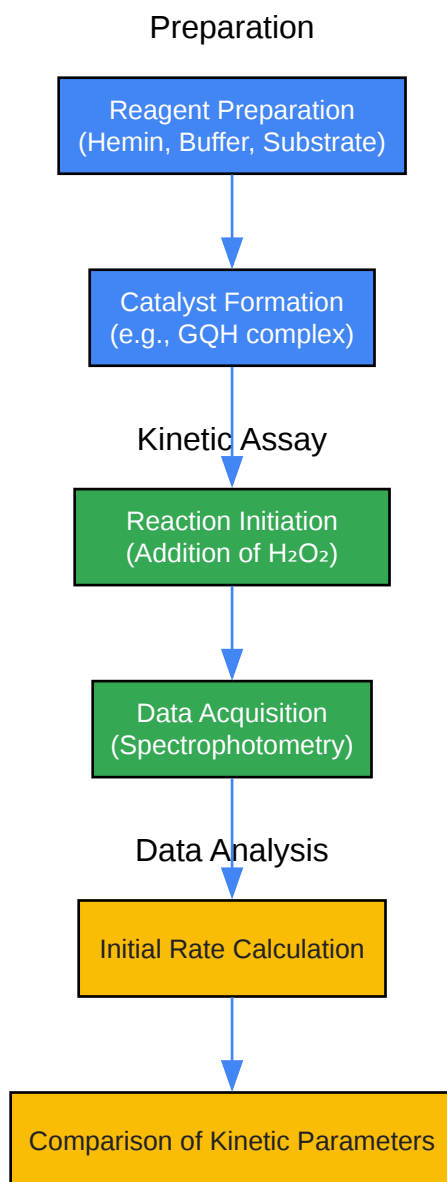 Preparation
Reagent Preparation
(Hemin, Buffer, Substrate)
Catalyst Formation
(e.g., GQH complex)
Kinetic Assay
Reaction Initiation
(Addition of H₂O₂)
Data Acquisition
(Spectrophotometry)
Data Analysis
Initial Rate Calculation
Comparison of Kinetic Parameters